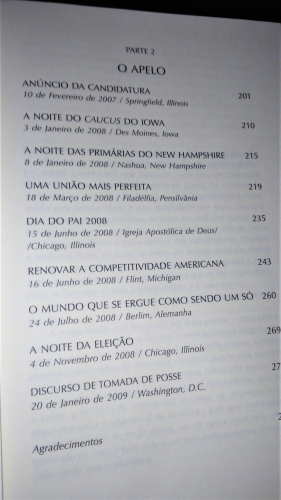 PARTE 2
O APELO
ANÚNCIO DA CANDIDATURA 201
10 de Fevereiro de 2007 / Springfield, Illinois
A NOITE DO CAUCUS DO IOWA 210
3 de Janeiro de 2008 / Des Moines, Iowa
A NOITE DAS PRIMÁRIAS DO NEW HAMPSHIRE 215
8 de Janeiro de 2008 / Nashua, New Hampshire
UMA UNIÃO MAIS PERFEITA 219
18 de Março de 2008 / Filadélfia, Pensilvânia
DIA DO PAI 2008 235
15 de Junho de 2008 / Igreja Apostólica de Deus/
/Chicago, Illinois
RENOVAR A COMPETITIVIDADE AMERICANA 243
16 de Junho de 2008 / Flint, Michigan
O MUNDO QUE SE ERGUE COMO SENDO UM SÓ 260
24 de Julho de 2008 / Berlim, Alemanha
A NOITE DA ELEIÇÃO 269
4 de Novembro de 2008 / Chicago, Illinois
DISCURSO DE TOMADA DE POSSE
20 de Janeiro de 2009 / Washington, D.C.
Agradecimentos